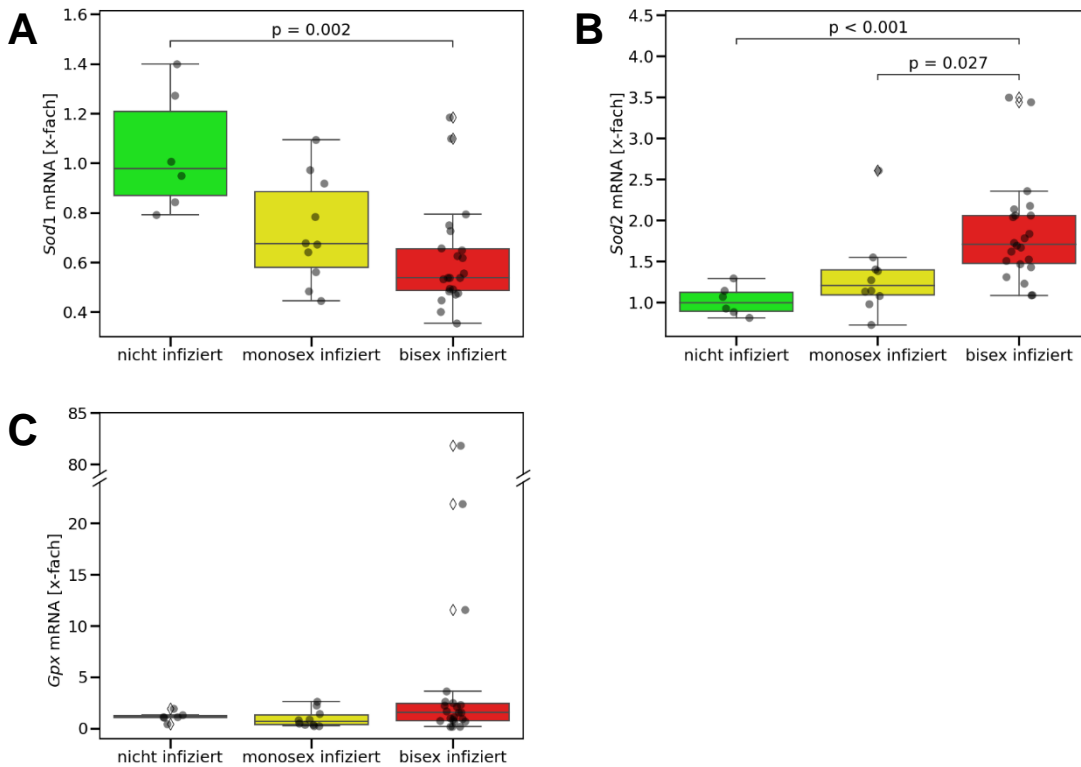 A
Sod1 mRNA [x-fach]
1.6
1.4
1.2
1.0
0.8
0.6
0.4
p = 0.002
nicht infiziert
monosex infiziert
bisex infiziert
B
Sod2 mRNA [x-fach]
4.5
4.0
3.5
3.0
2.5
2.0
1.5
1.0
p < 0.001
p = 0.027
nicht infiziert
monosex infiziert
bisex infiziert
C
Gpx mRNA [x-fach]
85
80
20
15
10
5
0
nicht infiziert
monosex infiziert
bisex infiziert